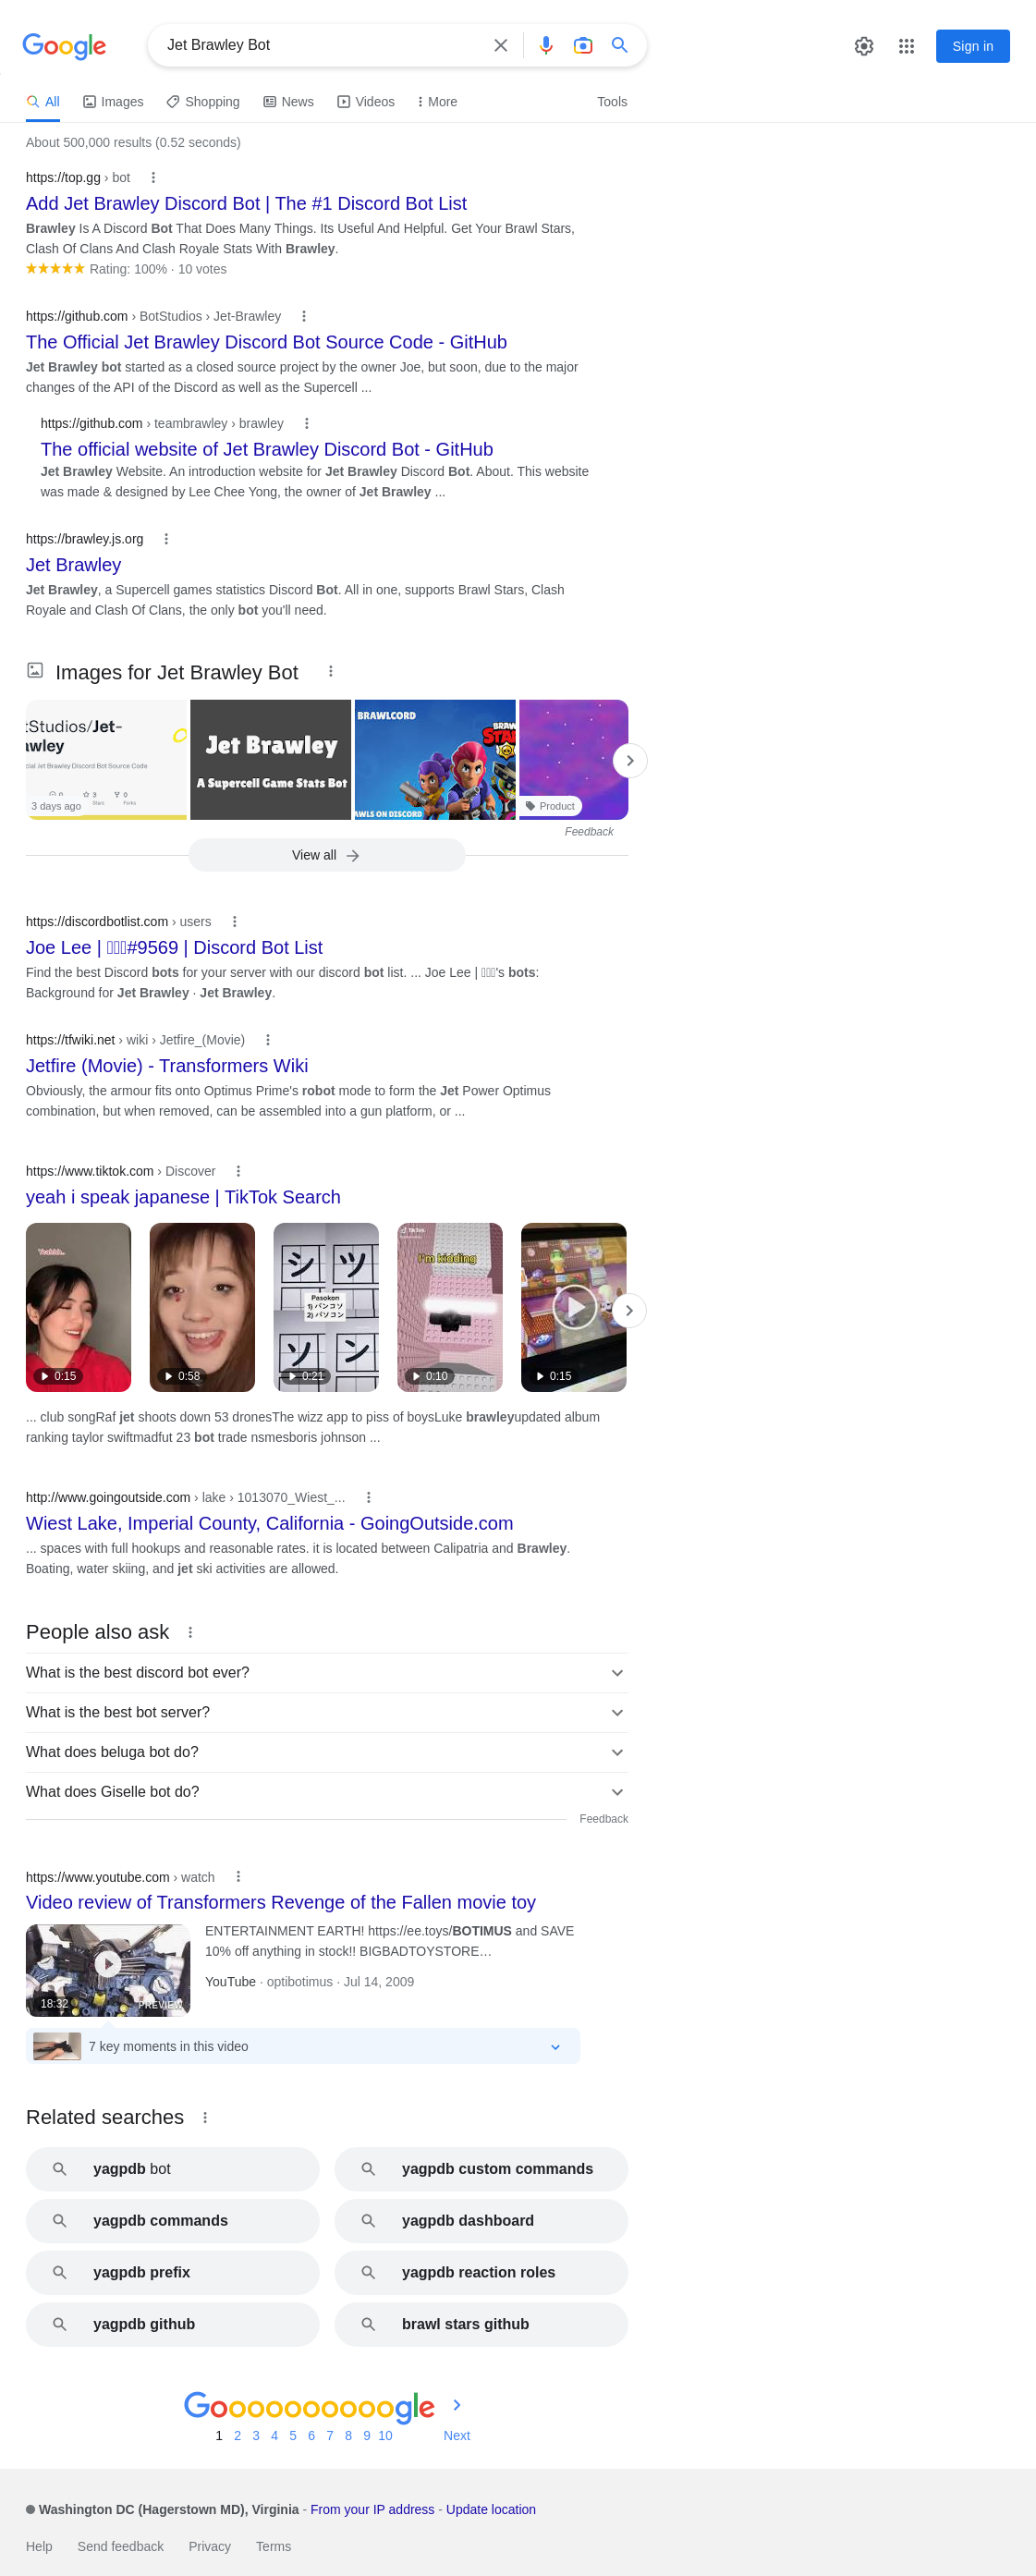 Google
Jet Brawley Bot
Sign in
All
Images
Shopping
News
Videos
More
Tools
About 500,000 results (0.52 seconds)
https://top.gg › bot
Add Jet Brawley Discord Bot | The #1 Discord Bot List
Brawley Is A Discord Bot That Does Many Things. Its Useful And Helpful. Get Your Brawl Stars,
Clash Of Clans And Clash Royale Stats With Brawley.
Rating: 100% · 10 votes
https://github.com › BotStudios › Jet-Brawley
The Official Jet Brawley Discord Bot Source Code - GitHub
Jet Brawley bot started as a closed source project by the owner Joe, but soon, due to the major
changes of the API of the Discord as well as the Supercell ...
https://github.com › teambrawley › brawley
The official website of Jet Brawley Discord Bot - GitHub
Jet Brawley Website. An introduction website for Jet Brawley Discord Bot. About. This website
was made & designed by Lee Chee Yong, the owner of Jet Brawley ...
https://brawley.js.org
Jet Brawley
Jet Brawley, a Supercell games statistics Discord Bot. All in one, supports Brawl Stars, Clash
Royale and Clash Of Clans, the only bot you'll need.
Images for Jet Brawley Bot
tStudios/Jet-
awley
cial Jet Brawley Discord Bot Source Code
0
3
0
Stars
Forks
3 days ago
Jet Brawley
A Supercell Game Stats Bot
BRAWLCORD
BRAW
STAR
AWLS ON DISCORD
Product
Feedback
View all
https://discordbotlist.com › users
Joe Lee | #9569 | Discord Bot List
Find the best Discord bots for your server with our discord bot list. ... Joe Lee | 's bots:
Background for Jet Brawley · Jet Brawley.
https://tfwiki.net › wiki › Jetfire_(Movie)
Jetfire (Movie) - Transformers Wiki
Obviously, the armour fits onto Optimus Prime's robot mode to form the Jet Power Optimus
combination, but when removed, can be assembled into a gun platform, or ...
https://www.tiktok.com › Discover
yeah i speak japanese | TikTok Search
Yeahhh..
0:15
0:58
シ ツ
Pasokon
1) パンコソ
2) パソコン
ソ ン
0:21
TikTok
I'm kidding
0:10
0:15
... club songRaf jet shoots down 53 dronesThe wizz app to piss of boysLuke brawleyupdated album
ranking taylor swiftmadful 23 bot trade nsmesboris johnson ...
http://www.goingoutside.com › lake › 1013070_Wiest_...
Wiest Lake, Imperial County, California - GoingOutside.com
... spaces with full hookups and reasonable rates. it is located between Calipatria and Brawley.
Boating, water skiing, and jet ski activities are allowed.
People also ask
What is the best discord bot ever?
What is the best bot server?
What does beluga bot do?
What does Giselle bot do?
Feedback
https://www.youtube.com › watch
Video review of Transformers Revenge of the Fallen movie toy
ENTERTAINMENT EARTH! https://ee.toys/BOTIMUS and SAVE
10% off anything in stock!! BIGBADTOYSTORE…
YouTube · optibotimus · Jul 14, 2009
18:32
PREVIEW
7 key moments in this video
Related searches
yagpdb bot
yagpdb custom commands
yagpdb commands
yagpdb dashboard
yagpdb prefix
yagpdb reaction roles
yagpdb github
brawl stars github
Goooooooooogle
1 2 3 4 5 6 7 8 9 10 Next
Washington DC (Hagerstown MD), Virginia - From your IP address - Update location
Help Send feedback Privacy Terms